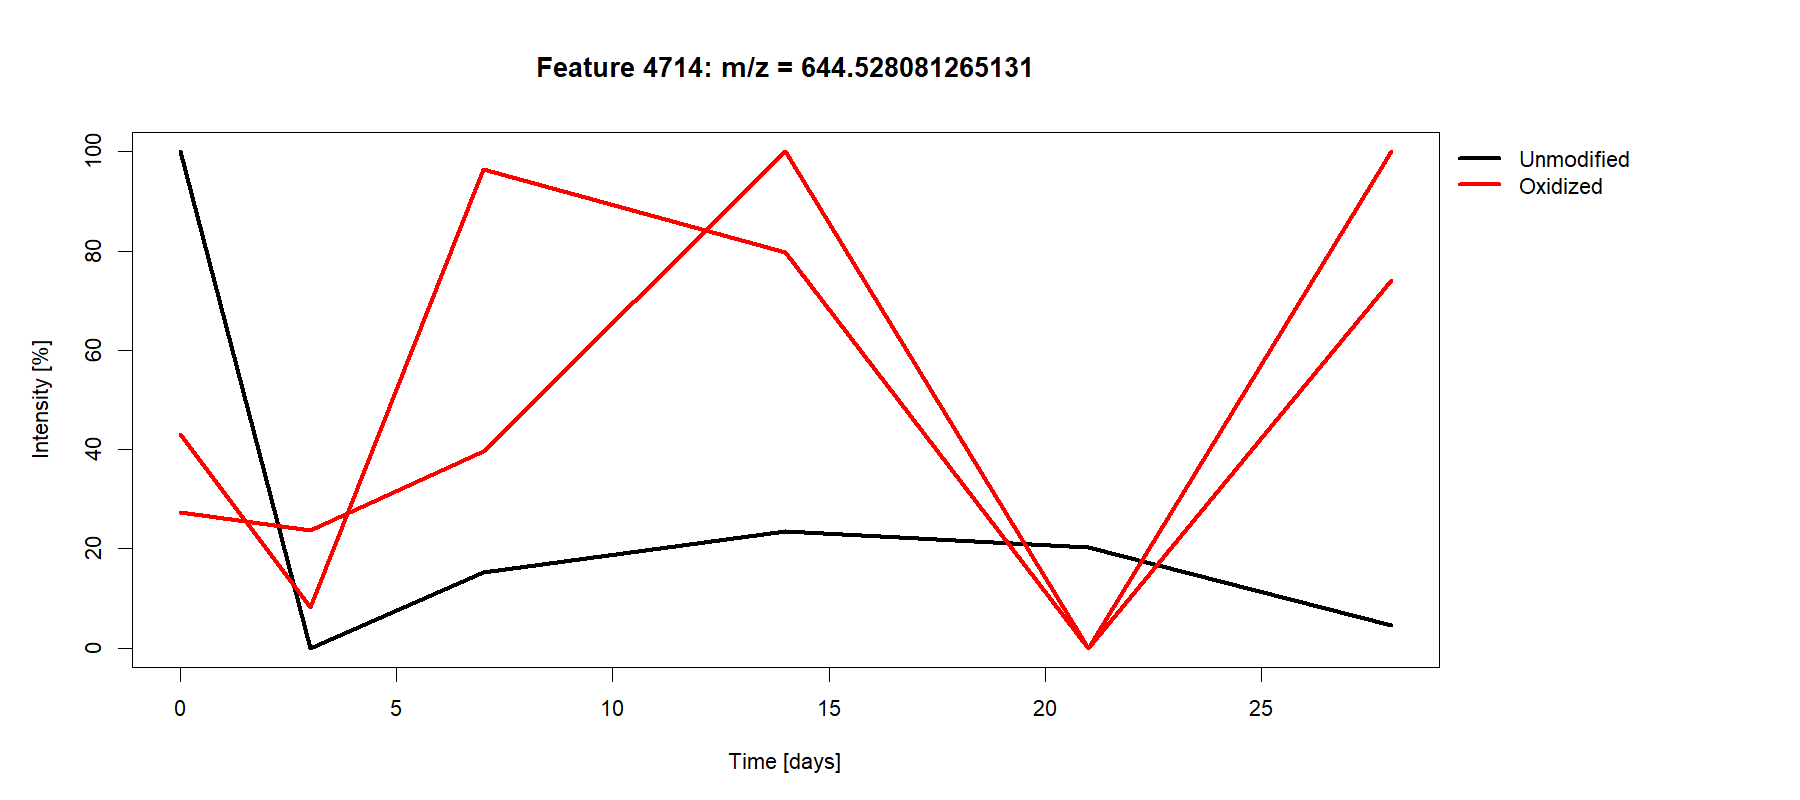 Feature 4714: m/z = 644.528081265131
Unmodified
Oxidized
Intensity [%]
100
80
60
40
20
0
0 5 10 15 20 25
Time [days]